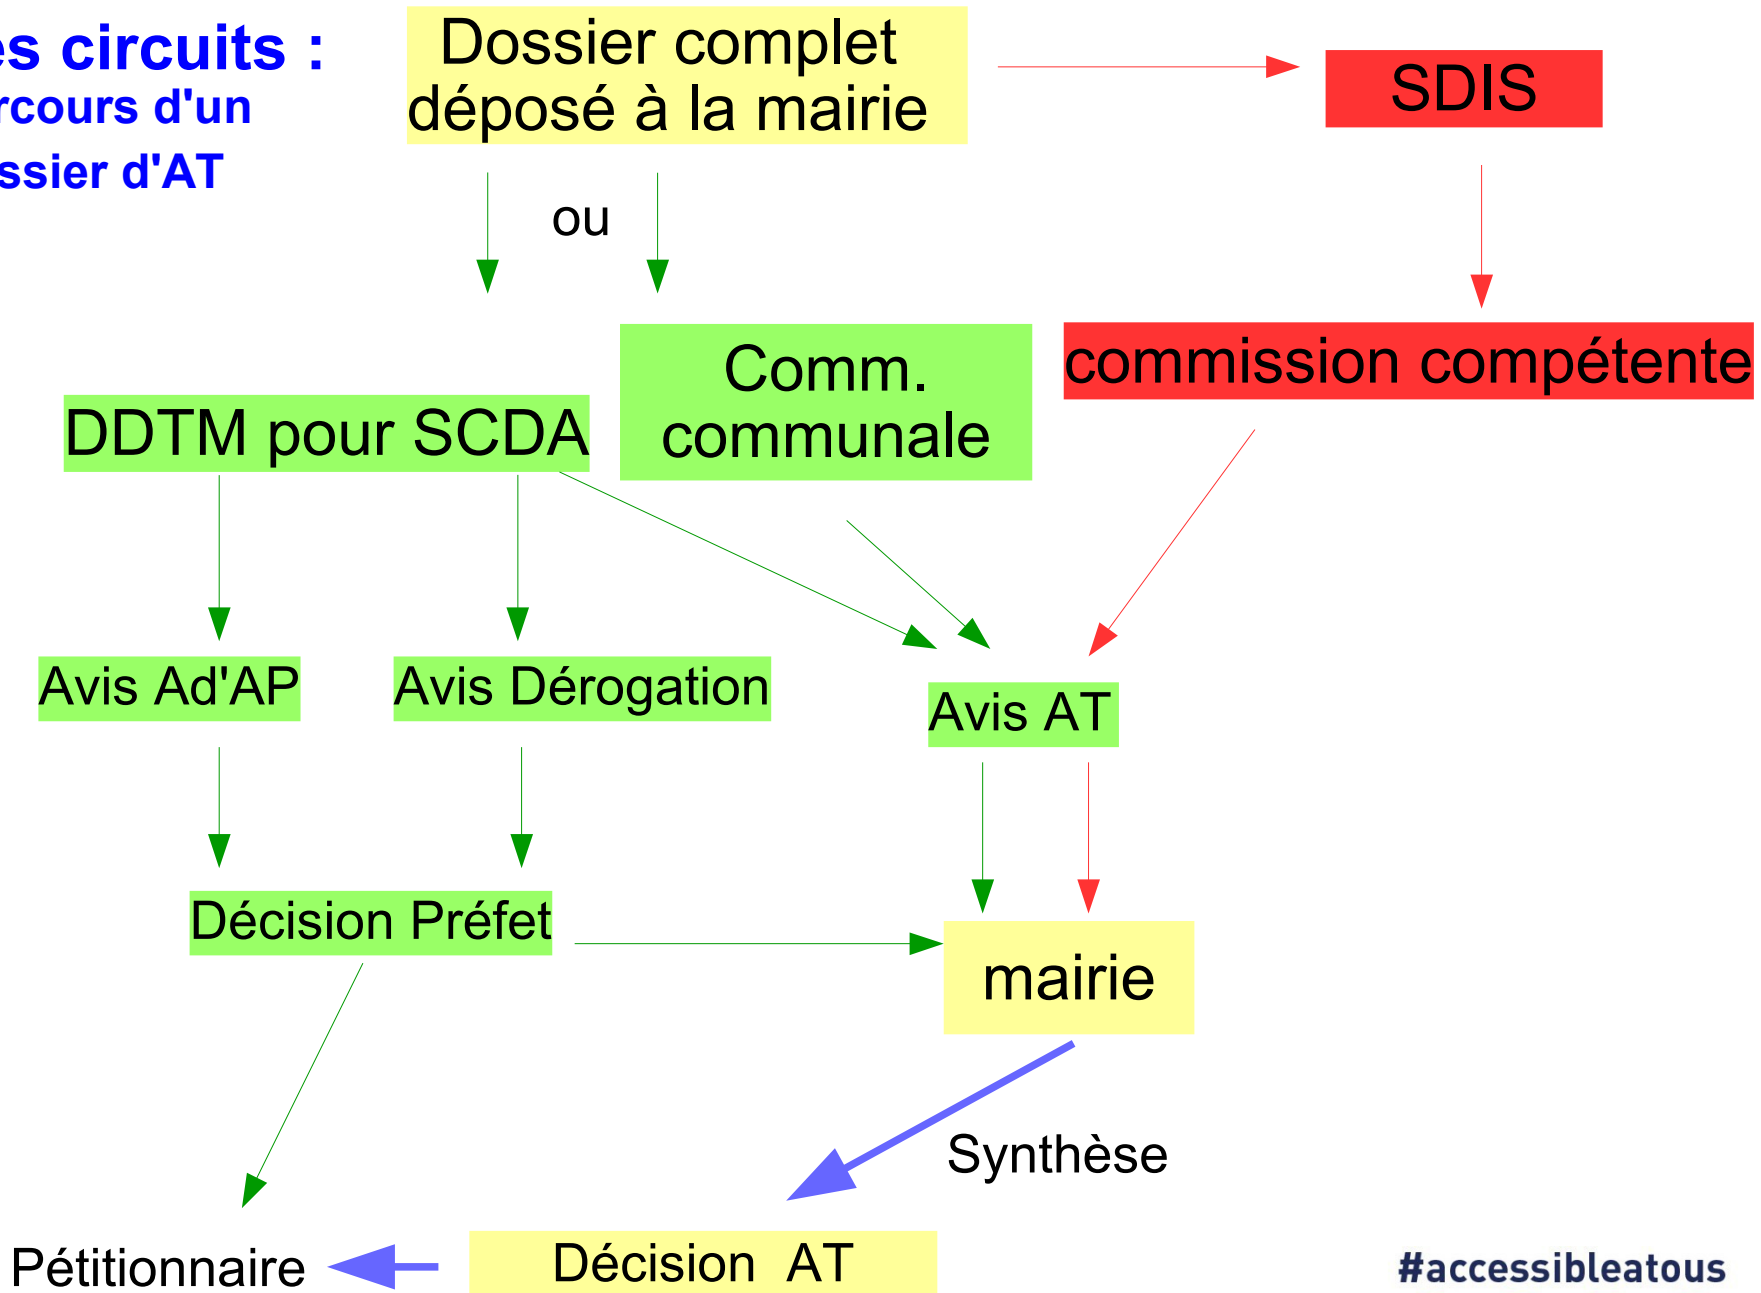 es circuits :
rcours d'un
ssier d'AT
Dossier complet
déposé à la mairie
SDIS
ou
Comm.
communale
commission compétente
DDTM pour SCDA
Avis Ad'AP
Avis Dérogation
Avis AT
Décision Préfet
mairie
Synthèse
Pétitionnaire
Décision AT
#accessibleatous